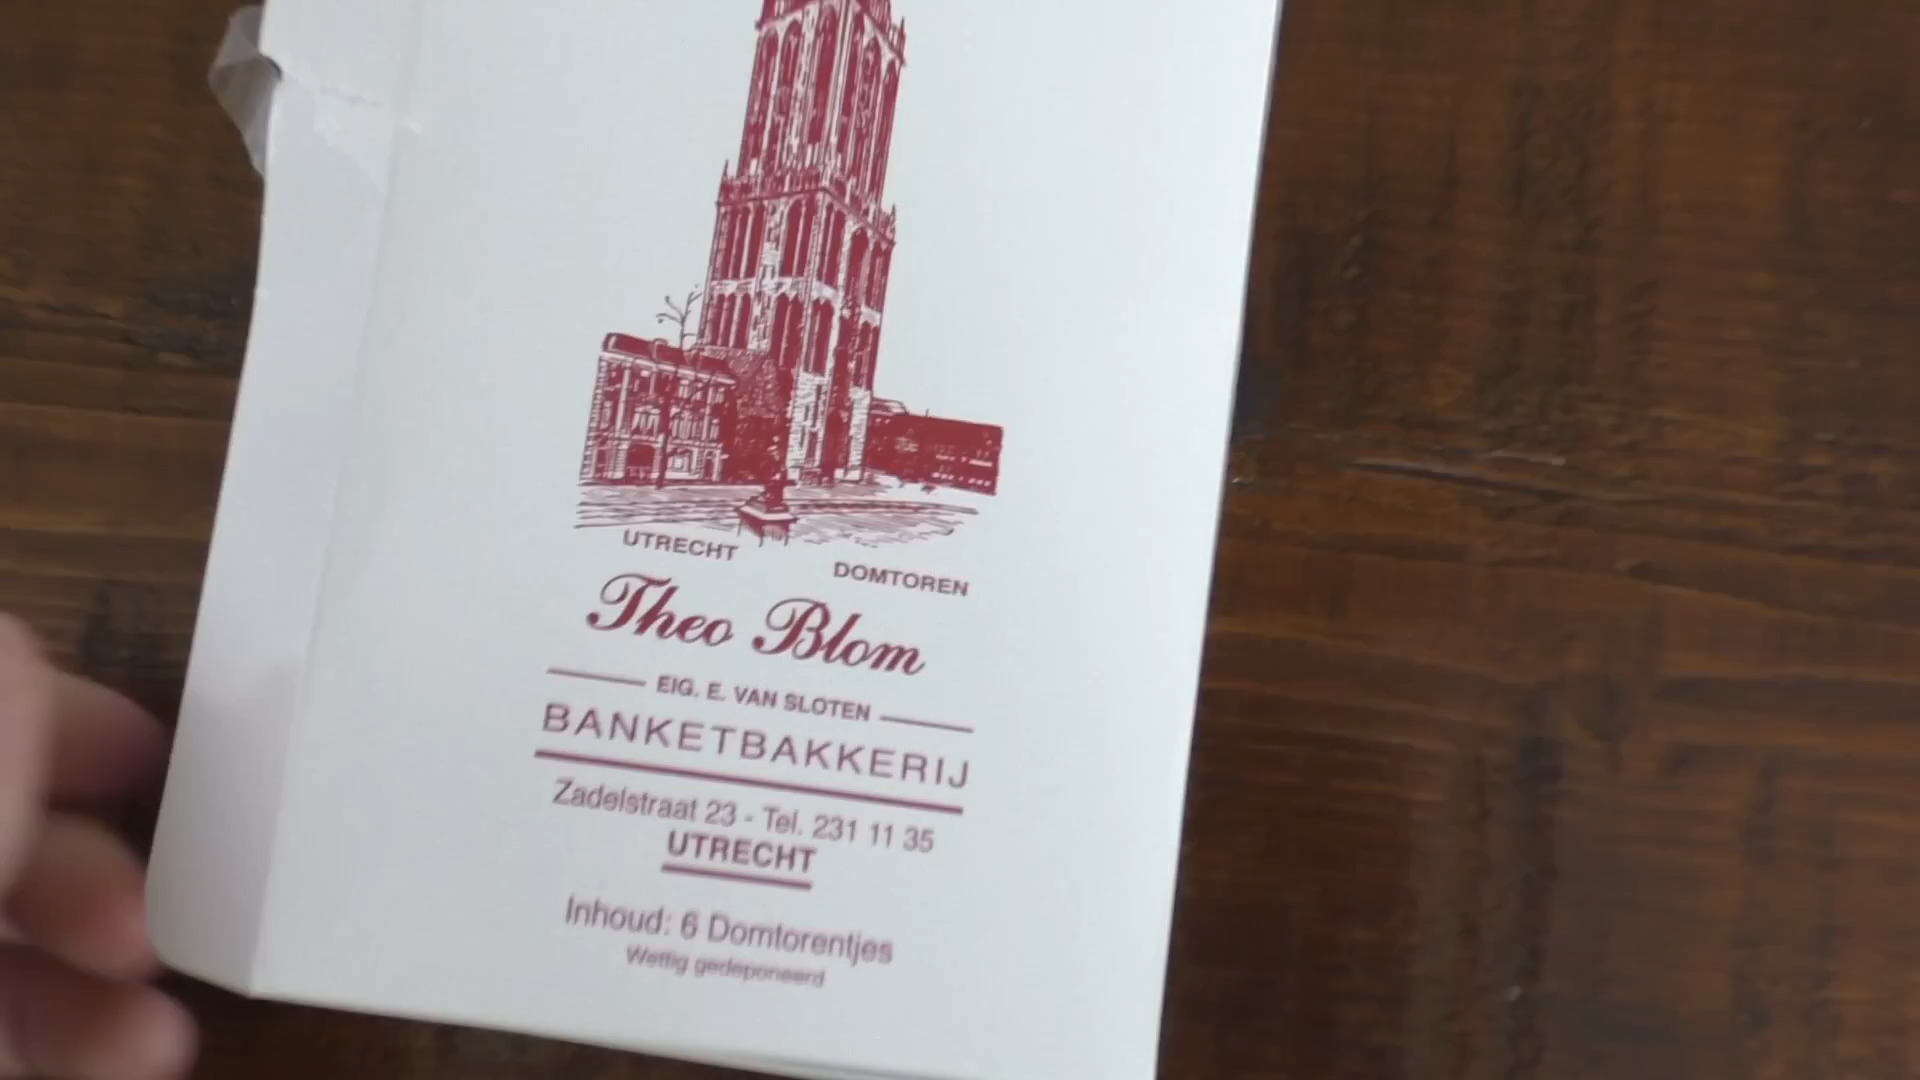 UTRECHT
DOMTOREN
Theo Blom
EIG. E. VAN SLOTEN
BANKETBAKKERIJ
Zadelstraat 23 - Tel. 231 11 35
UTRECHT
Inhoud: 6 Domtorentjes
Wettig gedeponeerd